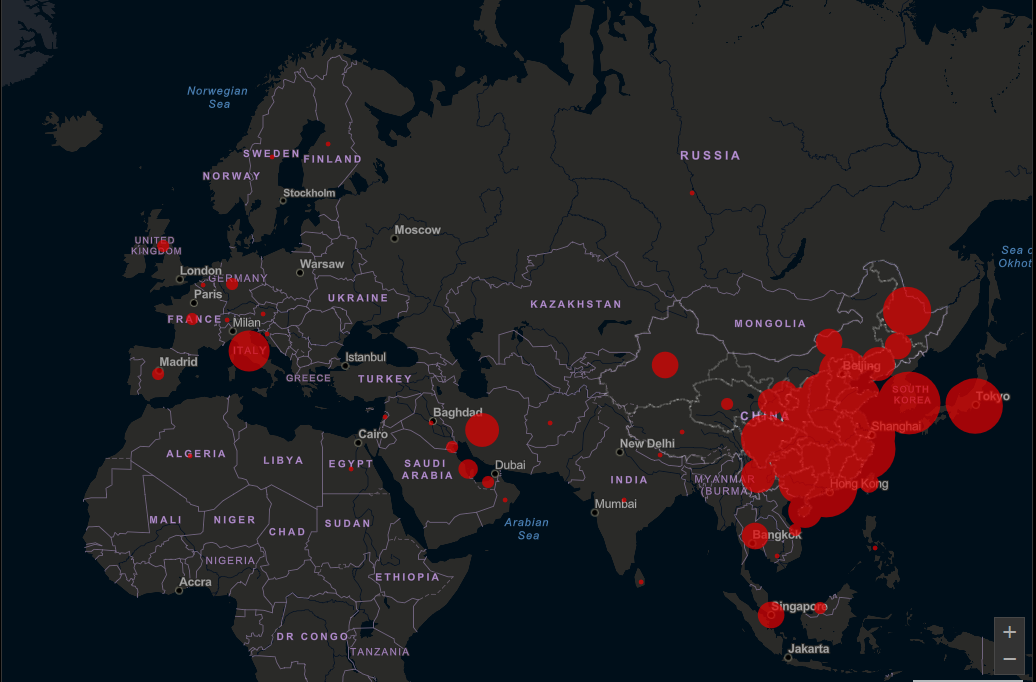 Norwegian
Sea
SWEDEN
FINLAND
NORWAY
RUSSIA
Stockholm
Moscow
UNITED
KINGDOM
Sea o
Okhot
London
GERMANY
Warsaw
Paris
UKRAINE
KAZAKHSTAN
FRANCE
Milan
MONGOLIA
ITALY
Madrid
Istanbul
Beijing
GREECE
TURKEY
SOUTH
KOREA
Tokyo
Baghdad
CHINA
Shanghai
Cairo
New Delhi
ALGERIA
LIBYA
EGYPT
SAUDI
ARABIA
Dubai
INDIA
MYANMAR
(BURMA)
Hong Kong
Mumbai
MALI
NIGER
CHAD
SUDAN
Arabian
Sea
Bangkok
NIGERIA
Accra
ETHIOPIA
Singapore
DR CONGO
TANZANIA
Jakarta
+
−